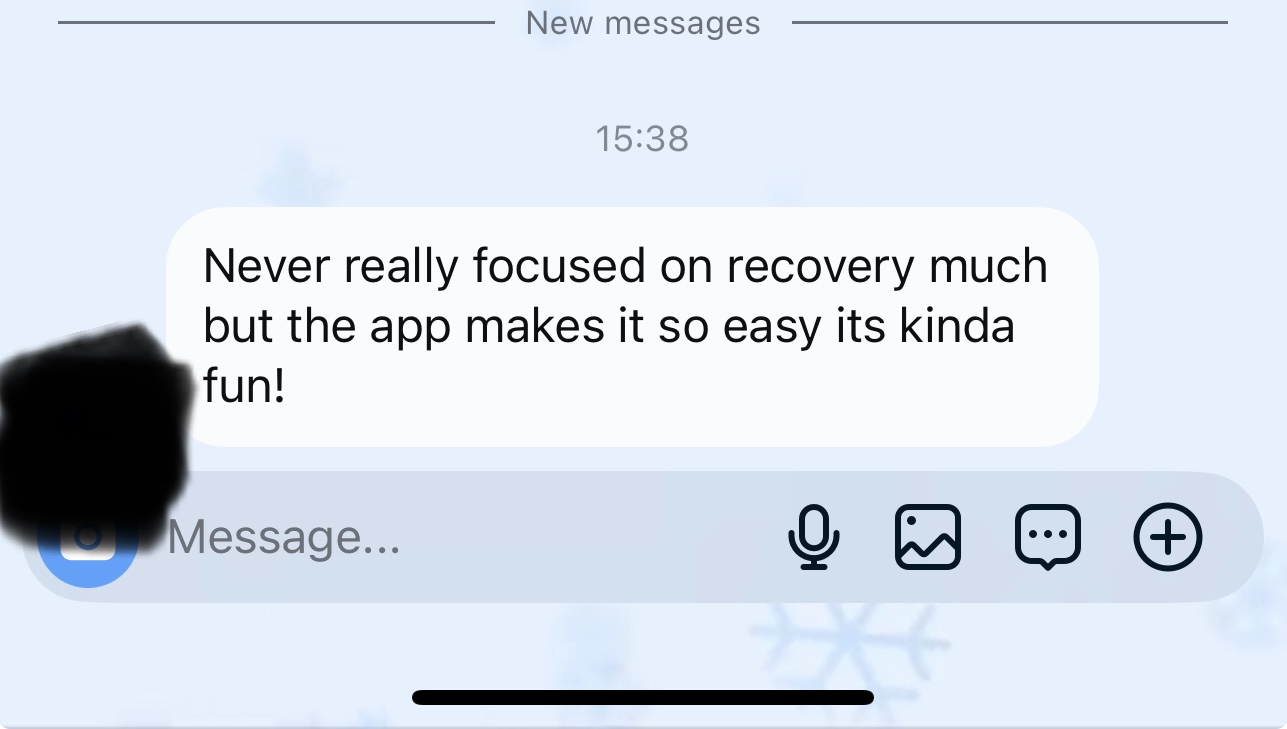 New messages
15:38
Never really focused on recovery much
but the app makes it so easy its kinda
fun!
Message...